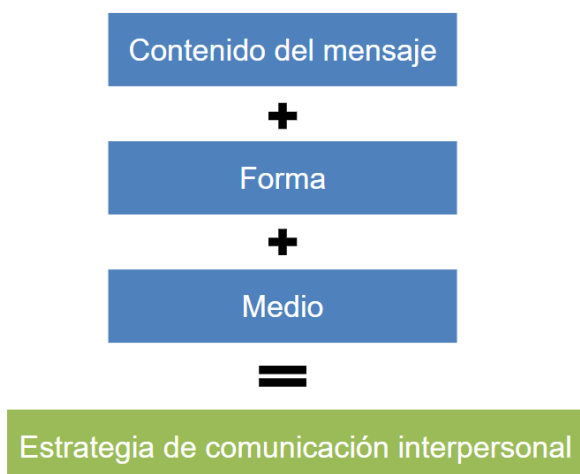 Contenido del mensaje
+
Forma
+
Medio
=
Estrategia de comunicación interpersonal